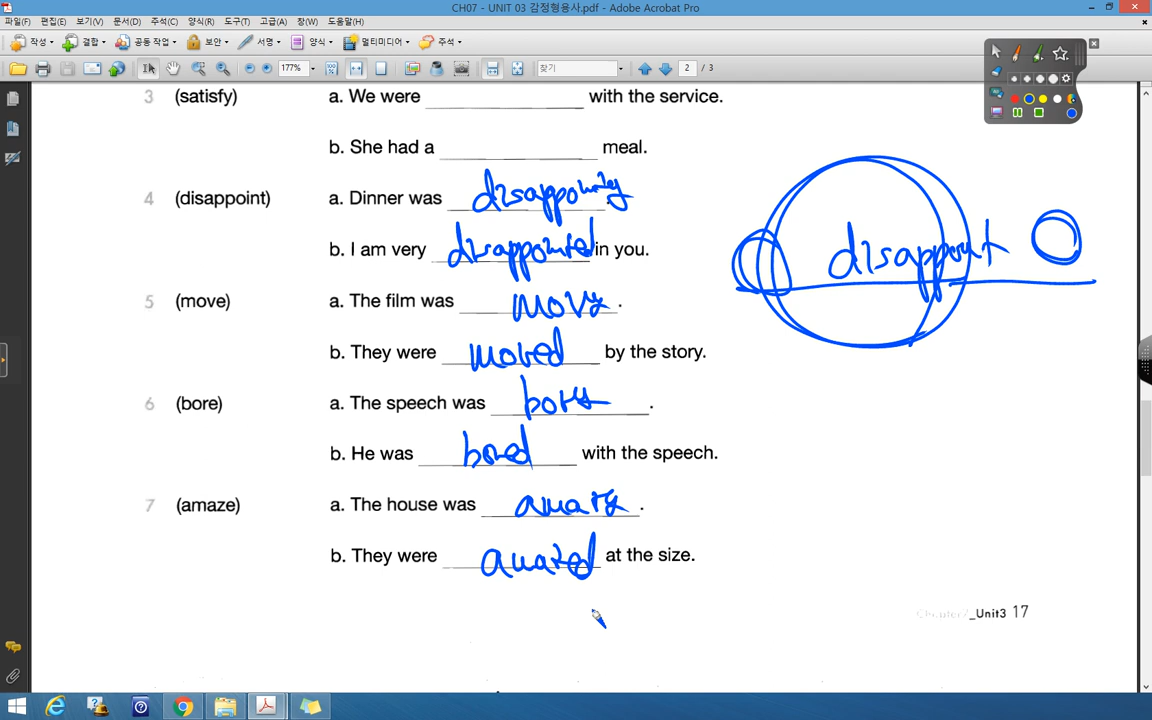 CH07 - UNIT 03 감정형용사.pdf - Adobe Acrobat Pro
파일(F) 편집(E) 보기(V) 문서(D) 주석(C) 양식(R) 도구(T) 고급(A) 창(W) 도움말(H)
작성 결합 공동 작업 보안 서명 양식 멀티미디어 주석
177% 찾기 2 / 3
3 (satisfy) a. We were ____ with the service.
b. She had a ____ meal.
4 (disappoint) a. Dinner was disappointing.
b. I am very disappointed in you.
disappoint
5 (move) a. The film was moving.
b. They were moved by the story.
6 (bore) a. The speech was boring.
b. He was bored with the speech.
7 (amaze) a. The house was amazing.
b. They were amazed at the size.
_Unit3 17